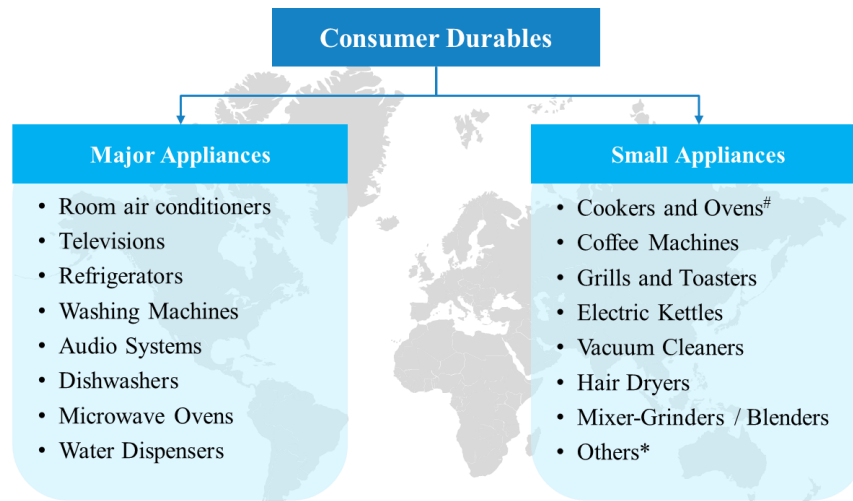 Consumer Durables
Major Appliances
• Room air conditioners
• Televisions
• Refrigerators
• Washing Machines
• Audio Systems
• Dishwashers
• Microwave Ovens
• Water Dispensers
Small Appliances
• Cookers and Ovens#
• Coffee Machines
• Grills and Toasters
• Electric Kettles
• Vacuum Cleaners
• Hair Dryers
• Mixer-Grinders / Blenders
• Others*